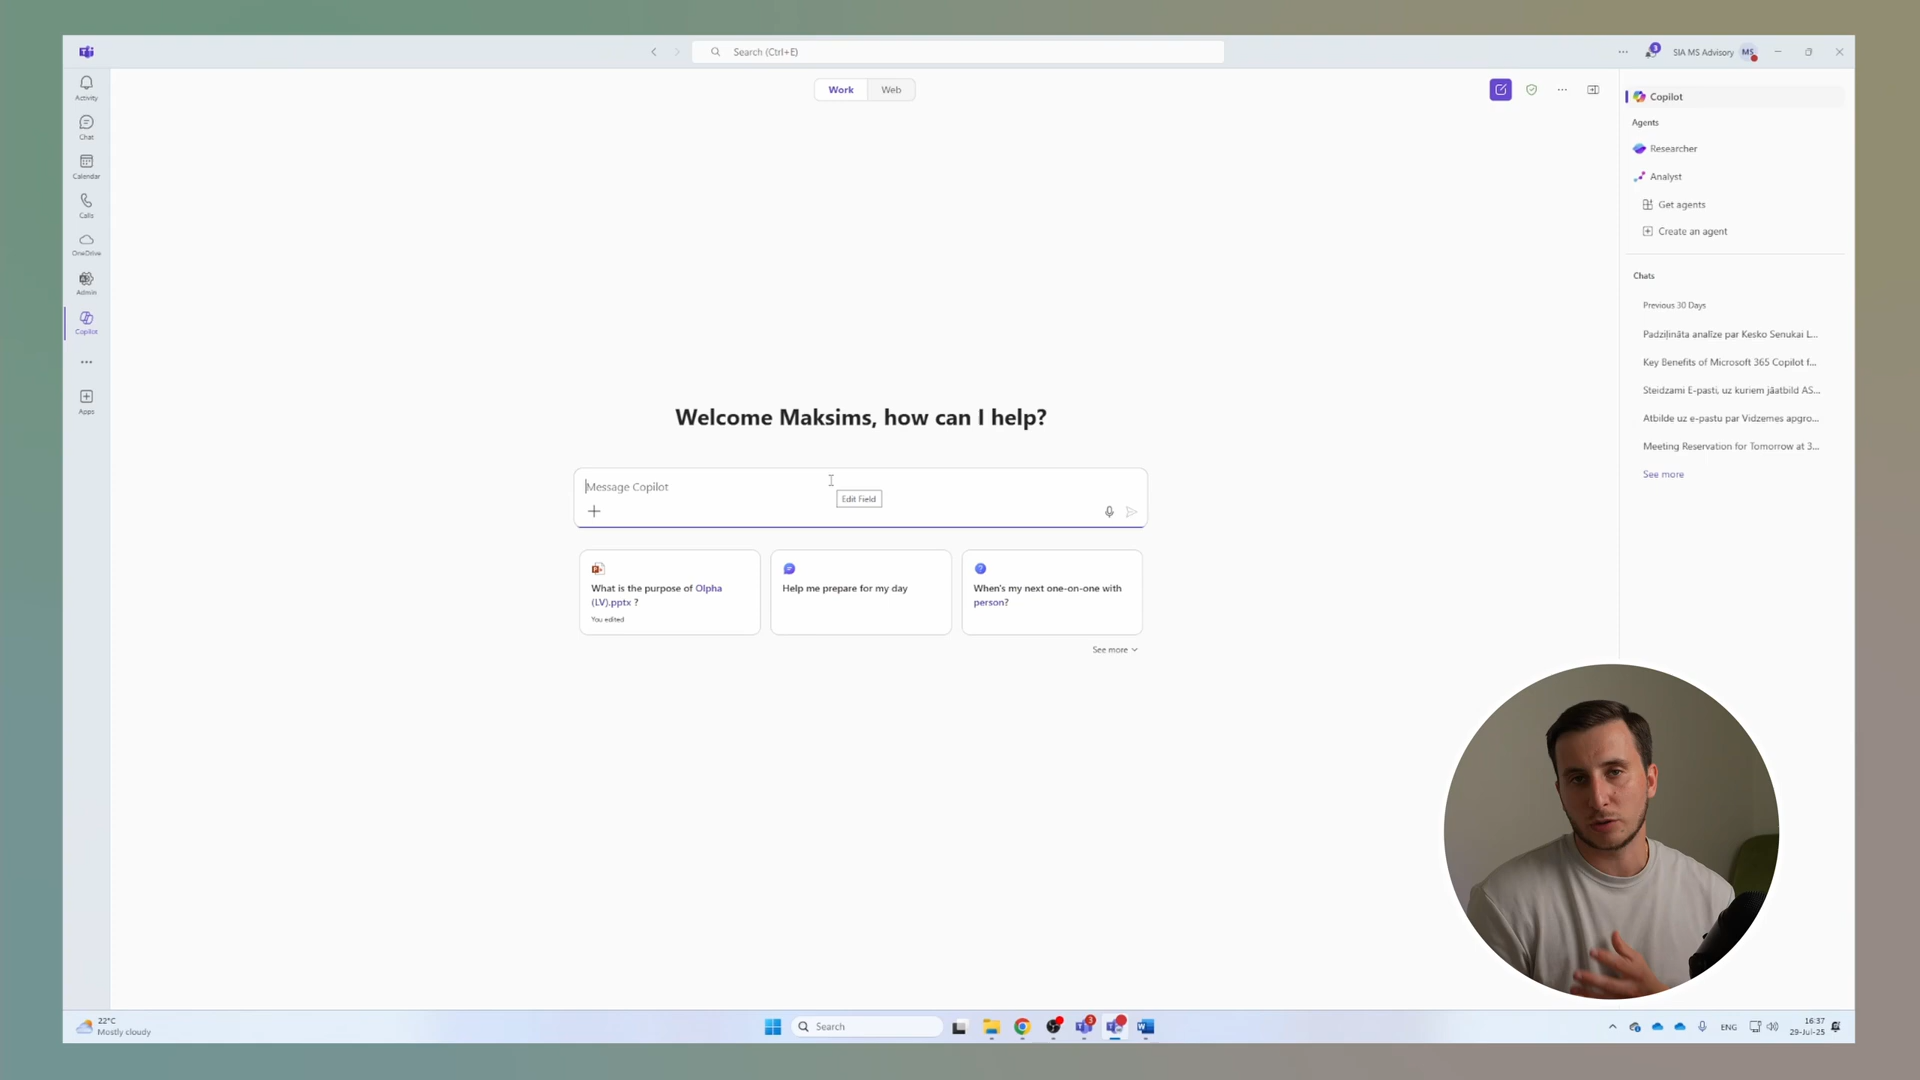 Search (Ctrl+E)
3
SIA MS Advisory
MS
Activity
Chat
Calendar
Calls
OneDrive
Admin
Copilot
Apps
Work
Web
Welcome Maksims, how can I help?
Message Copilot
Edit Field
What is the purpose of Olpha
(LV).pptx ?
You edited
Help me prepare for my day
When's my next one-on-one with
person?
See more
Copilot
Agents
Researcher
Analyst
Get agents
Create an agent
Chats
Previous 30 Days
Padziļināta analīze par Kesko Senukai L...
Key Benefits of Microsoft 365 Copilot f...
Steidzami E-pasti, uz kuriem jāatbild AS...
Atbilde uz e-pastu par Vidzemes apgro...
Meeting Reservation for Tomorrow at 3...
See more
22°C
Mostly cloudy
Search
3
ENG
16:37
29-Jul-25